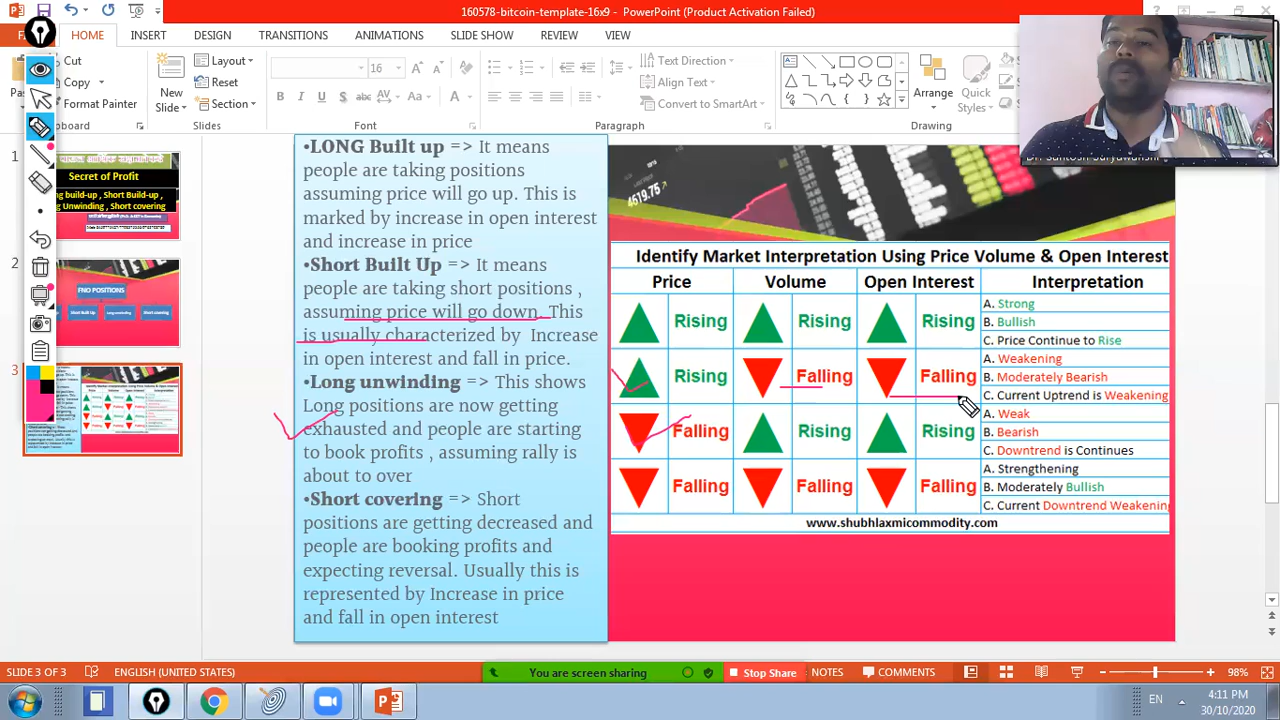 160578-bitcoin-template-16x9 - PowerPoint (Product Activation Failed)
HOME INSERT DESIGN TRANSITIONS ANIMATIONS SLIDE SHOW REVIEW VIEW
Cut
Copy
Format Painter
New Slide
Layout
Reset
Section
16
Text Direction
Align Text
Convert to SmartArt
Arrange
Quick Styles
Slides
Font
Paragraph
Drawing
1
Secret of Profit
2
FNO POSITIONS
3
•LONG Built up => It means
people are taking positions
assuming price will go up. This is
marked by increase in open interest
and increase in price
•Short Built Up => It means
people are taking short positions ,
assuming price will go down. This
is usually characterized by Increase
in open interest and fall in price.
•Long unwinding => This shows
Long positions are now getting
exhausted and people are starting
to book profits , assuming rally is
about to over
•Short covering => Short
positions are getting decreased and
people are booking profits and
expecting reversal. Usually this is
represented by Increase in price
and fall in open interest
4619.75
Identify Market Interpretation Using Price Volume & Open Interest
Price Volume Open Interest Interpretation
Rising Rising Rising
A. Strong
B. Bullish
C. Price Continue to Rise
Rising Falling Falling
A. Weakening
B. Moderately Bearish
C. Current Uptrend is Weakening
Falling Rising Rising
A. Weak
B. Bearish
C. Downtrend is Continues
Falling Falling Falling
A. Strengthening
B. Moderately Bullish
C. Current Downtrend Weakening
www.shubhlaxmicommodity.com
SLIDE 3 OF 3 ENGLISH (UNITED STATES) You are screen sharing Stop Share NOTES COMMENTS 98%
EN 4:11 PM
30/10/2020